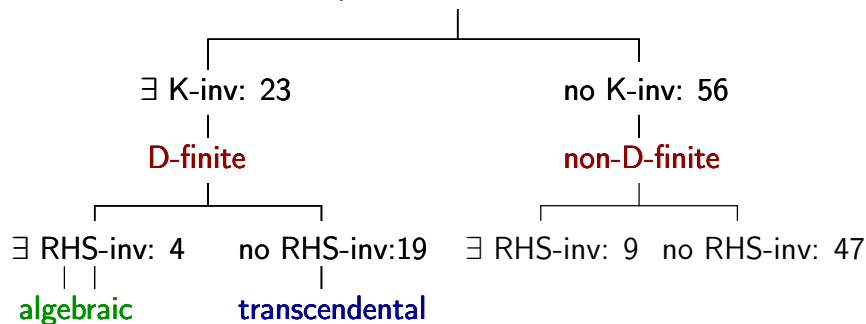 ∃ K-inv: 23 no K-inv: 56
D-finite non-D-finite
∃ RHS-inv: 4 no RHS-inv:19 ∃ RHS-inv: 9 no RHS-inv: 47
algebraic transcendental